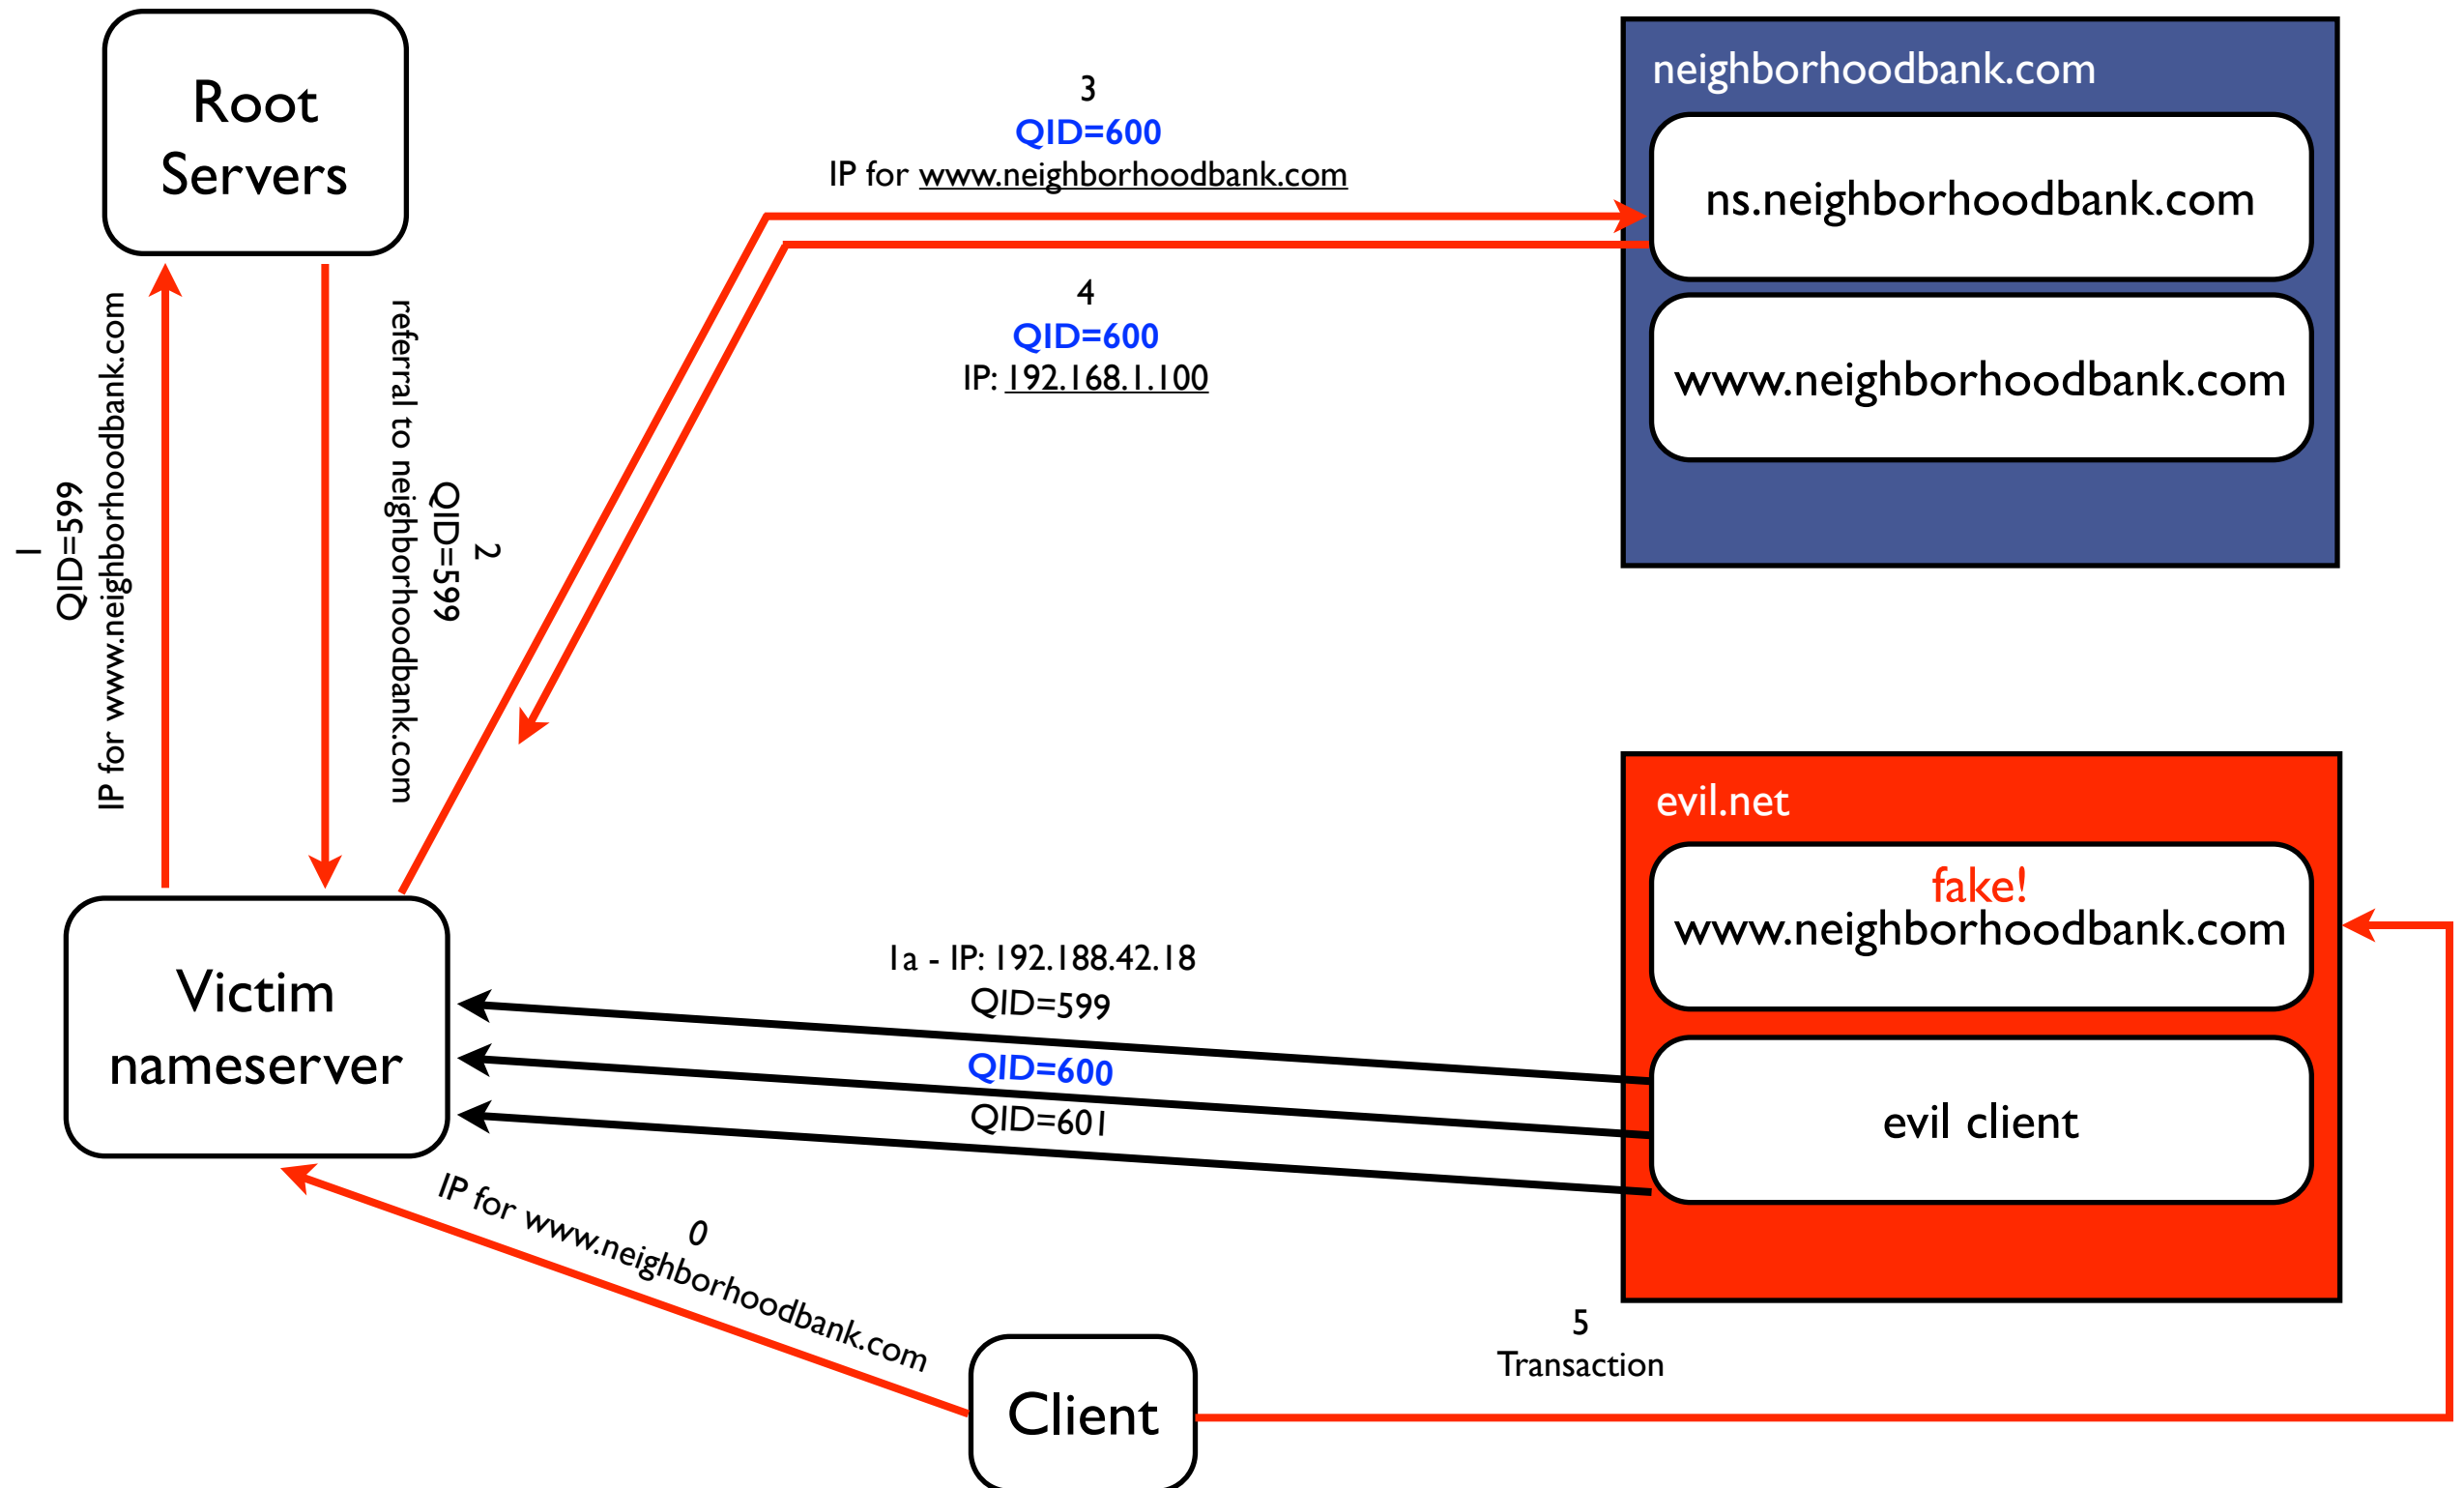 Root
Servers
1
QID=599
IP for www.neighborhoodbank.com
2
QID=599
referral to neighborhoodbank.com
3
QID=600
IP for www.neighborhoodbank.com
4
QID=600
IP: 192.168.1.100
neighborhoodbank.com
ns.neighborhoodbank.com
www.neighborhoodbank.com
evil.net
fake!
www.neighborhoodbank.com
evil client
Victim
nameserver
1a - IP: 192.188.42.18
QID=599
QID=600
QID=601
0
IP for www.neighborhoodbank.com
Client
5
Transaction